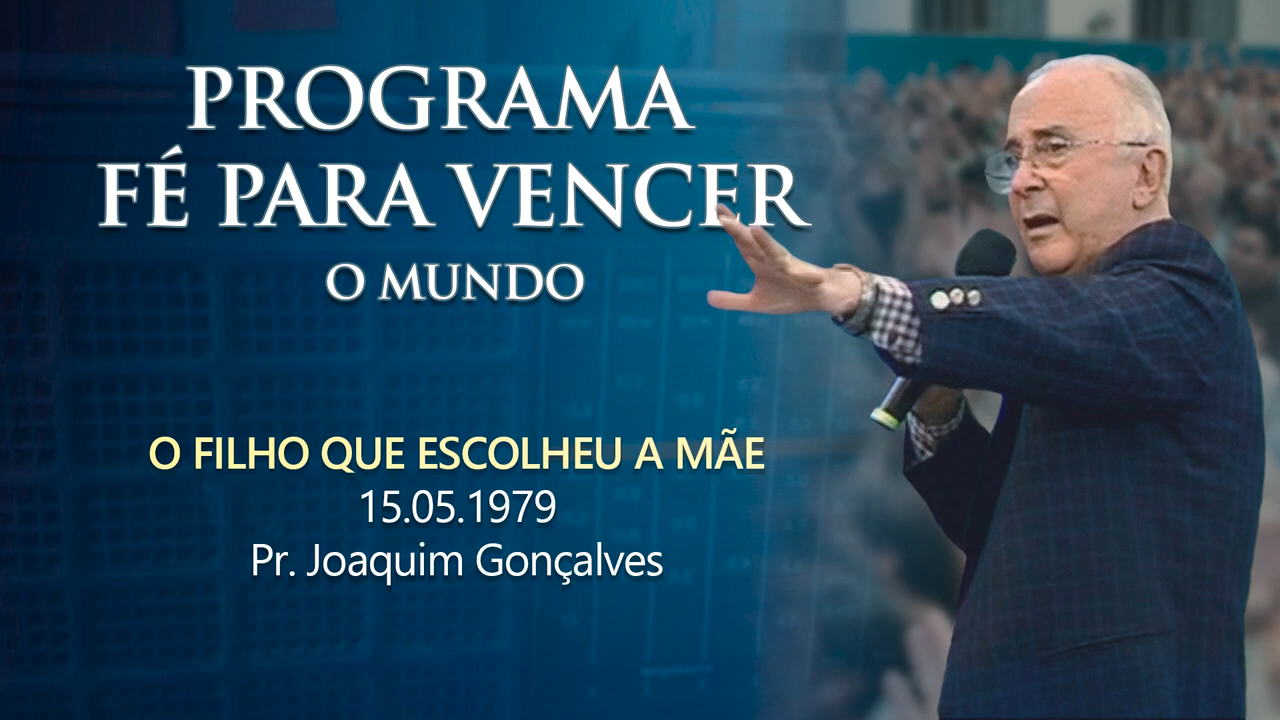 PROGRAMA
FÉ PARA VENCER
O MUNDO
O FILHO QUE ESCOLHEU A MÃE
15.05.1979
Pr. Joaquim Gonçalves